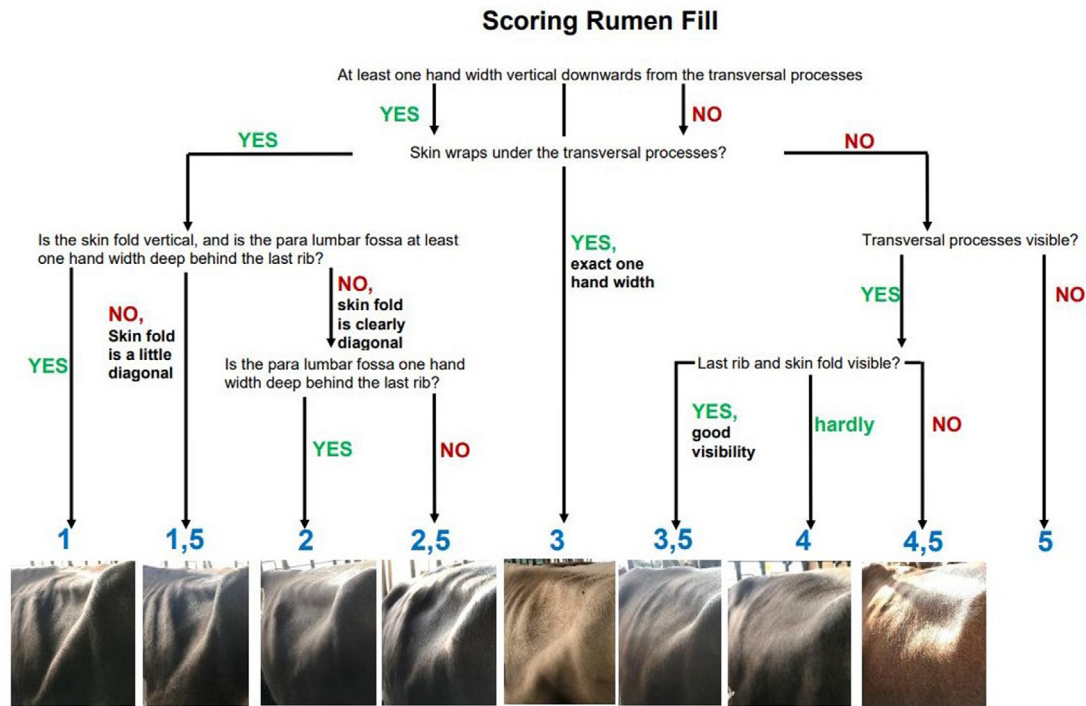 Scoring Rumen Fill
At least one hand width vertical downwards from the transversal processes
YES
NO
YES
Skin wraps under the transversal processes?
NO
Is the skin fold vertical, and is the para lumbar fossa at least
one hand width deep behind the last rib?
YES,
exact one
hand width
Transversal processes visible?
YES
NO,
Skin fold
is a little
diagonal
NO,
skin fold
is clearly
diagonal
YES
NO
Is the para lumbar fossa one hand
width deep behind the last rib?
Last rib and skin fold visible?
YES
NO
YES,
good
visibility
hardly
NO
1
1,5
2
2,5
3
3,5
4
4,5
5